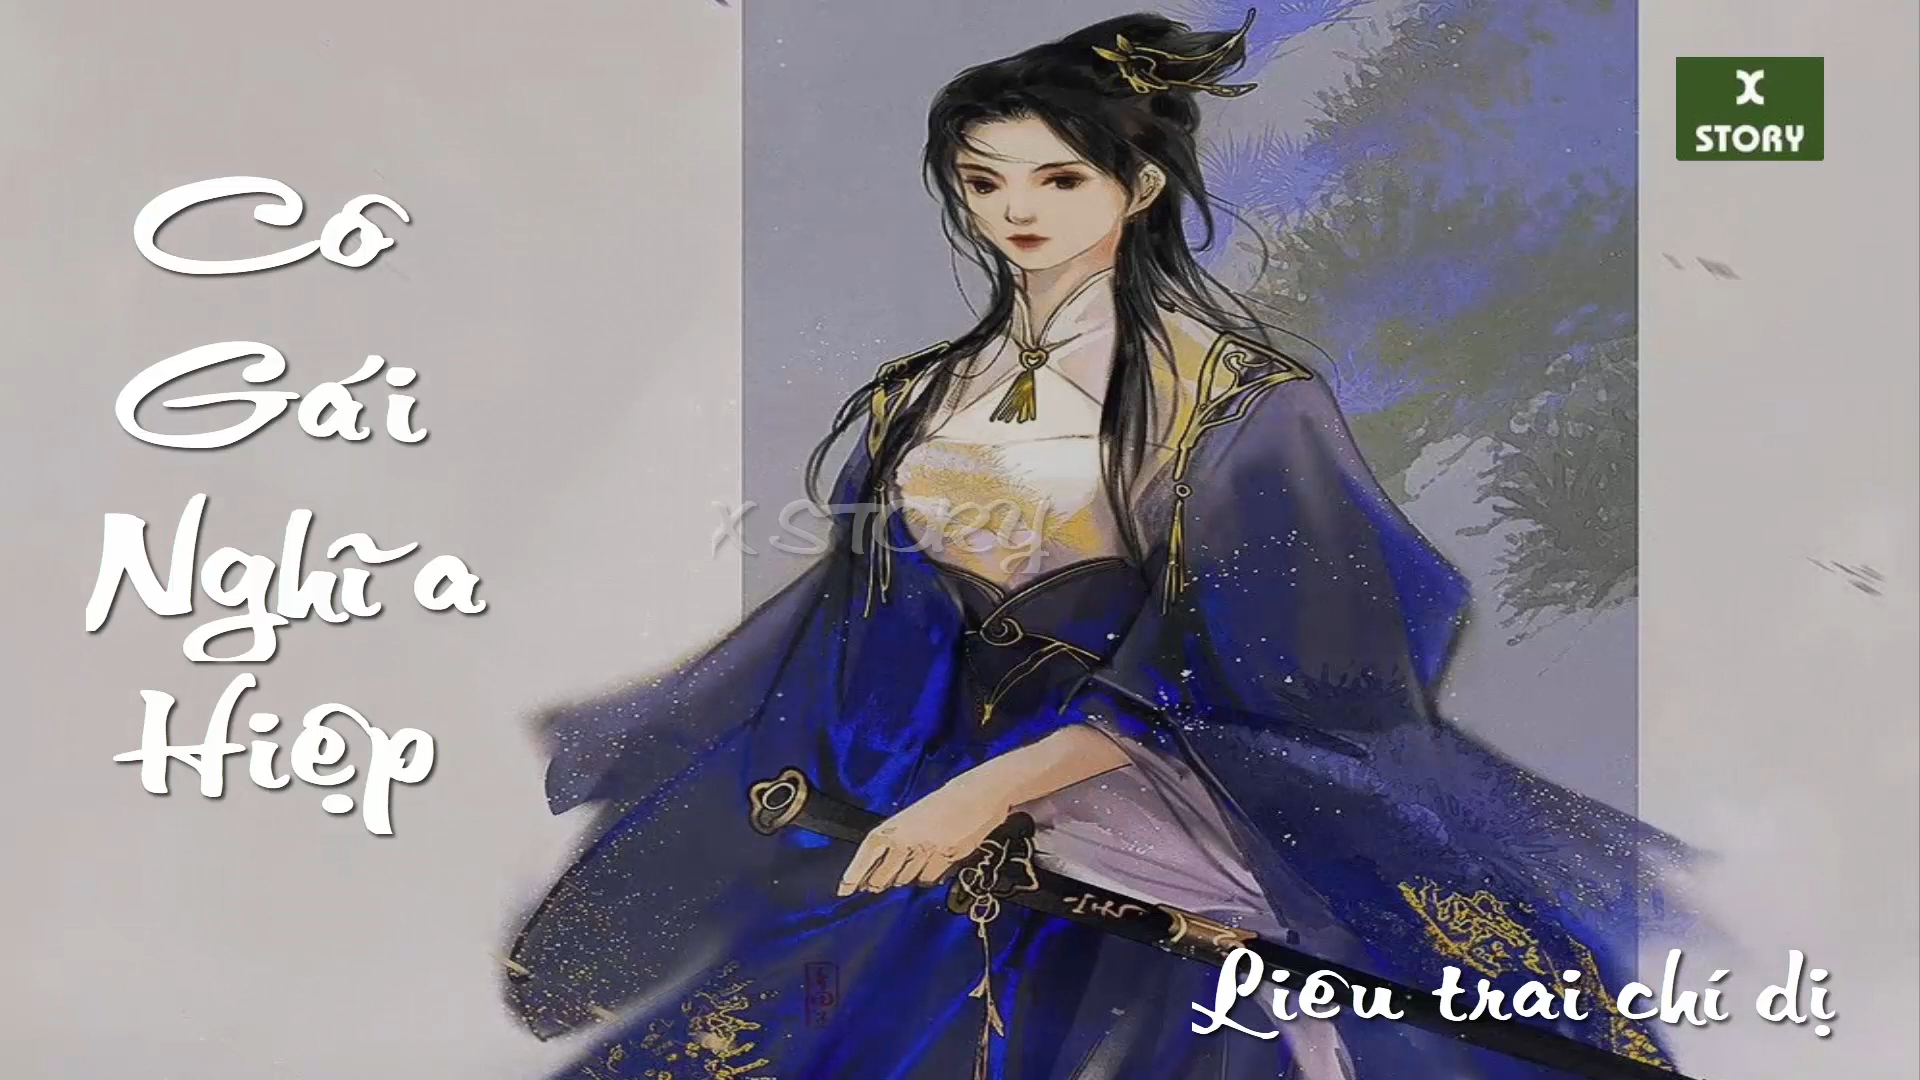 Cô
Gái
Nghĩa
Hiệp
X
STORY
X STORY
Liêu trai chí dị